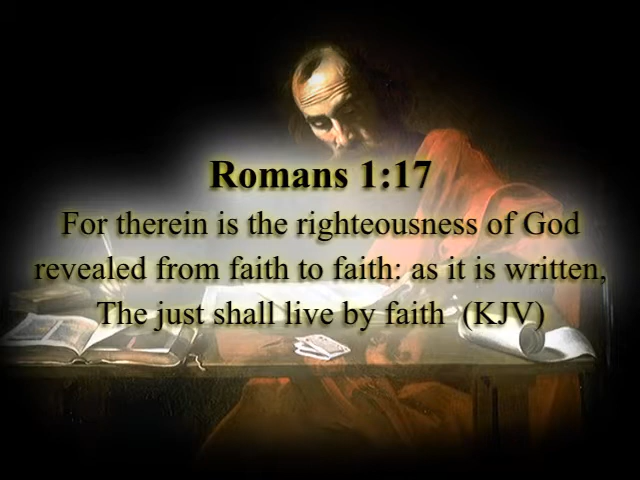 Romans 1:17
For therein is the righteousness of God
revealed from faith to faith: as it is written,
The just shall live by faith (KJV)